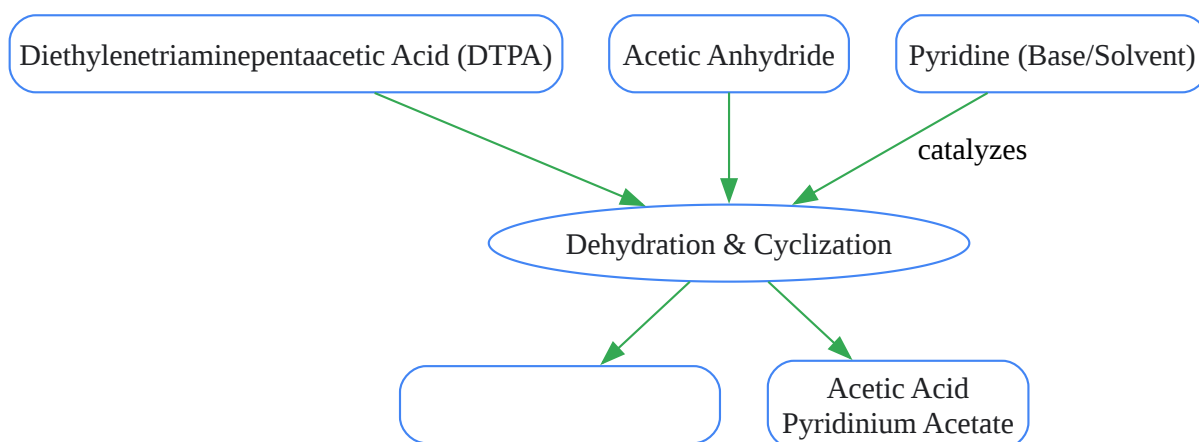 Diethylenetriaminepentaacetic Acid (DTPA)
Acetic Anhydride
Pyridine (Base/Solvent)
catalyzes
Dehydration & Cyclization
Acetic Acid
Pyridinium Acetate